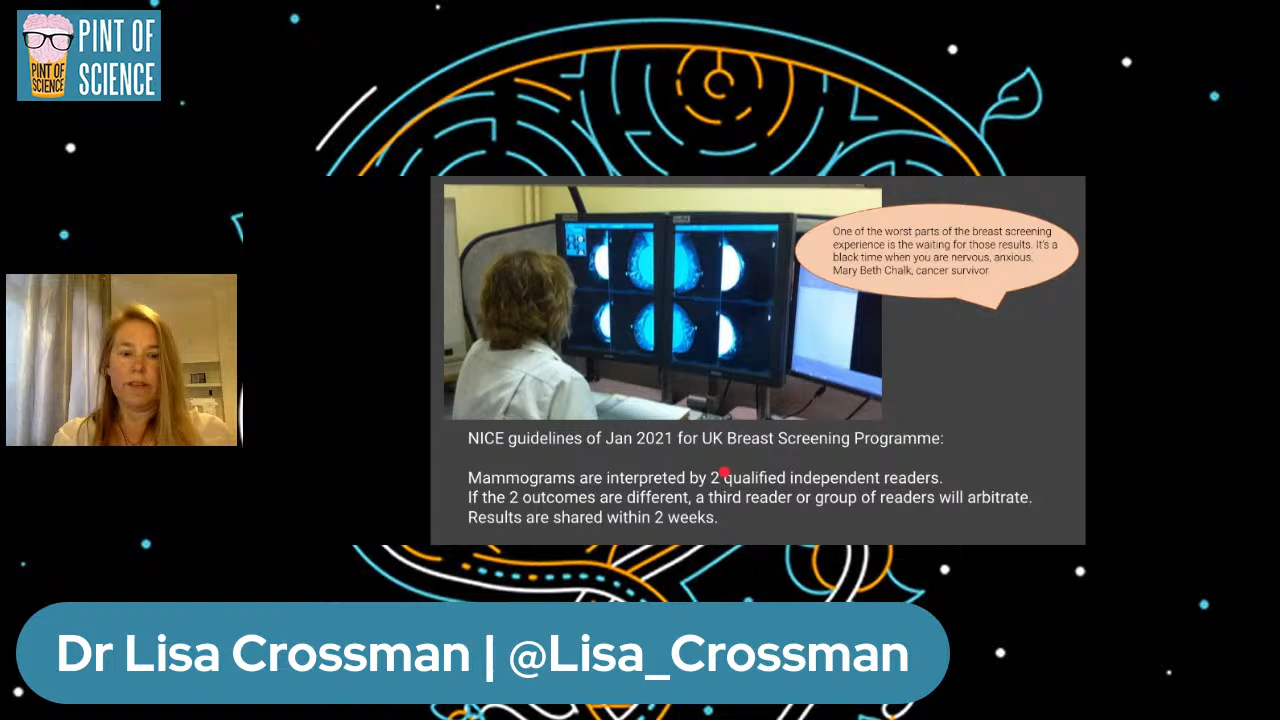 PINT OF
SCIENCE
PINT OF
SCIENCE
One of the worst parts of the breast screening
experience is the waiting for those results. It's a
black time when you are nervous, anxious.
Mary Beth Chalk, cancer survivor
NICE guidelines of Jan 2021 for UK Breast Screening Programme:
Mammograms are interpreted by 2 qualified independent readers.
If the 2 outcomes are different, a third reader or group of readers will arbitrate.
Results are shared within 2 weeks.
Dr Lisa Crossman | @Lisa_Crossman